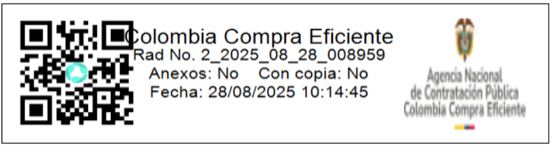 Colombia Compra Eficiente
Rad No. 2_2025_08_28_008959
Anexos: No Con copia: No
Fecha: 28/08/2025 10:14:45
Agencia Nacional
de Contratación Pública
Colombia Compra Eficiente